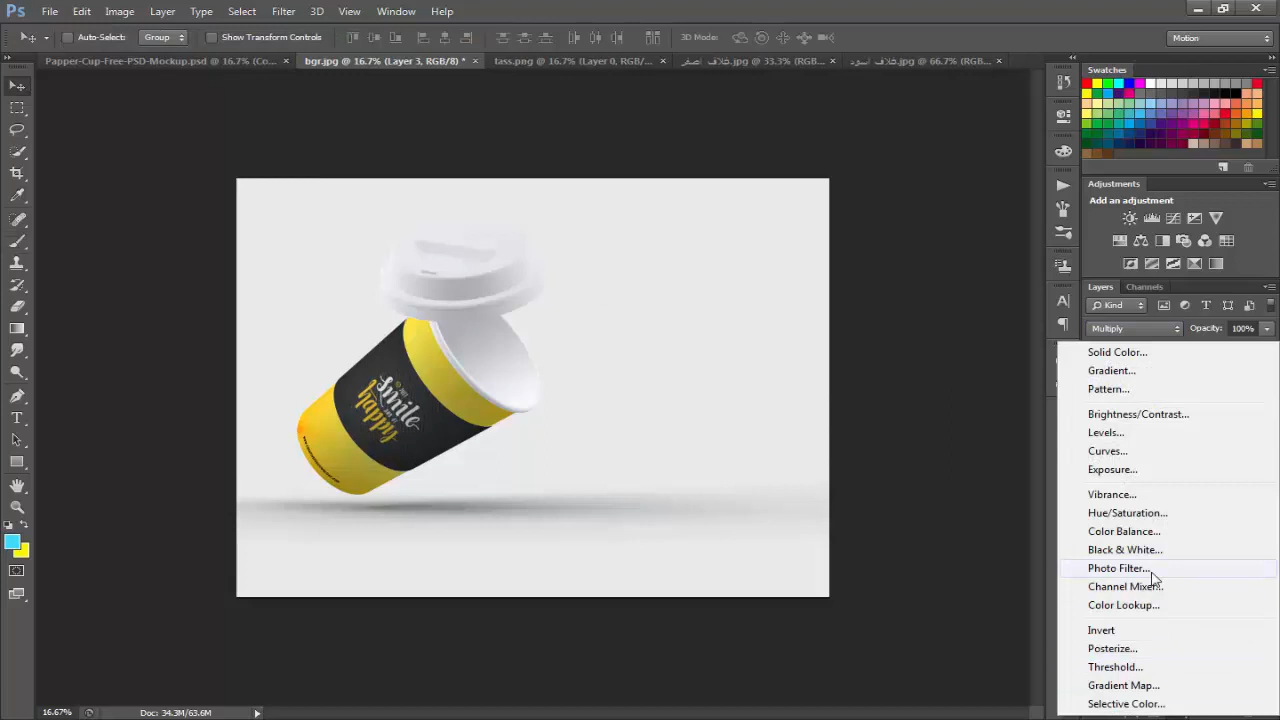 Ps File Edit Image Layer Type Select Filter 3D View Window Help
Auto-Select: Group Show Transform Controls 3D Mode: Motion
Papper-Cup-Free-PSD-Mockup.psd @ 16.7% (Co... × bgr.jpg @ 16.7% (Layer 3, RGB/8) * × tass.png @ 16.7% (Layer 0, RGB/... × غلاف اصفر.jpg @ 33.3% (RGB... × غلاف اسود.jpg @ 66.7% (RGB... ×
Swatches
Adjustments
Add an adjustment
Layers Channels
Kind
Multiply Opacity: 100%
Solid Color...
Gradient...
Pattern...
Brightness/Contrast...
Levels...
Curves...
Exposure...
Vibrance...
Hue/Saturation...
Color Balance...
Black & White...
Photo Filter...
Channel Mixer...
Color Lookup...
Invert
Posterize...
Threshold...
Gradient Map...
Selective Color...
smile
happy
16.67% Doc: 34.3M/63.6M